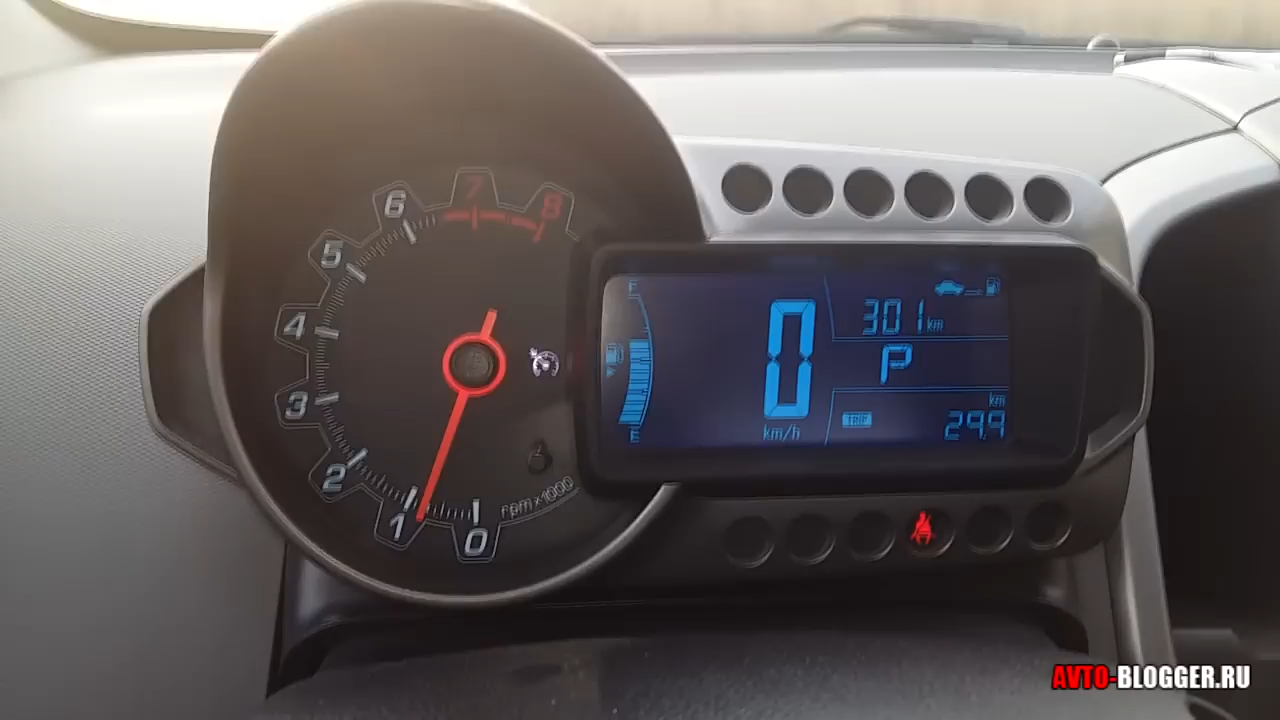 8
7
6
5
4
3
2
1
0
rpm x1000
F
E
0
km/h
301 km
P
TRIP
km
29.9
AVTO-BLOGGER.RU